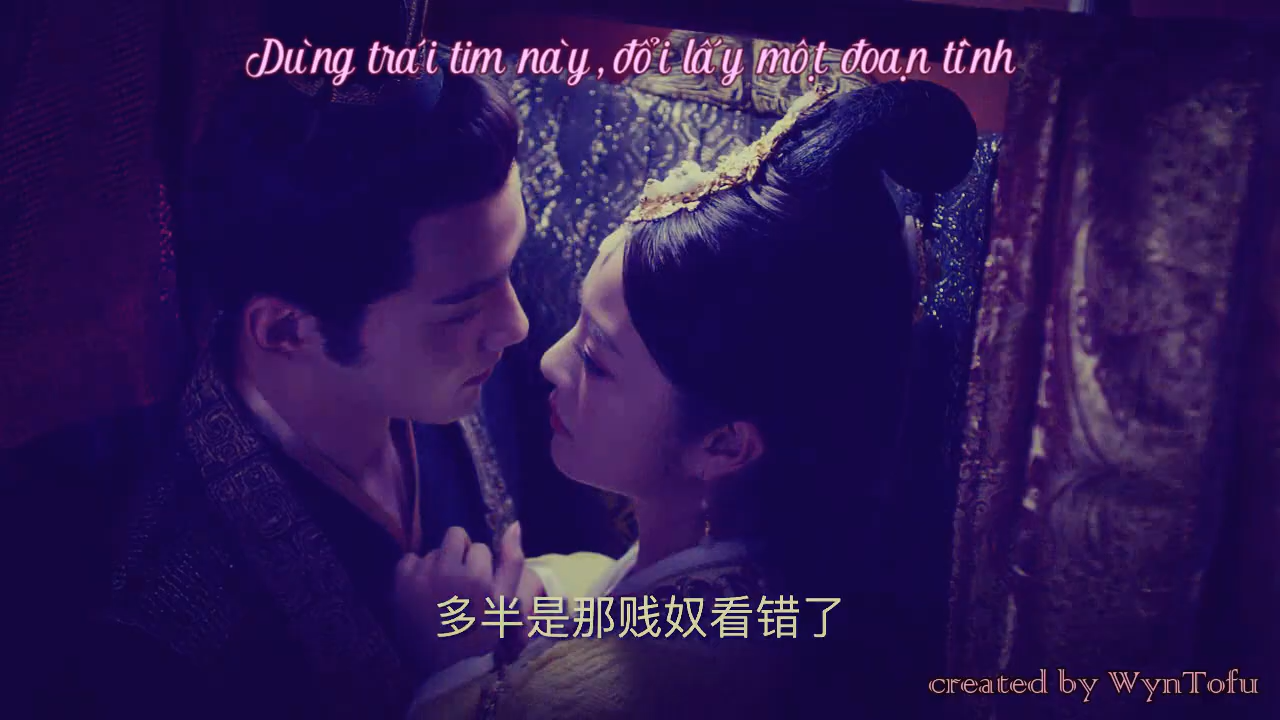 Dùng trái tim này, đổi lấy một đoạn tình
多半是那贱奴看错了
created by WynTofu